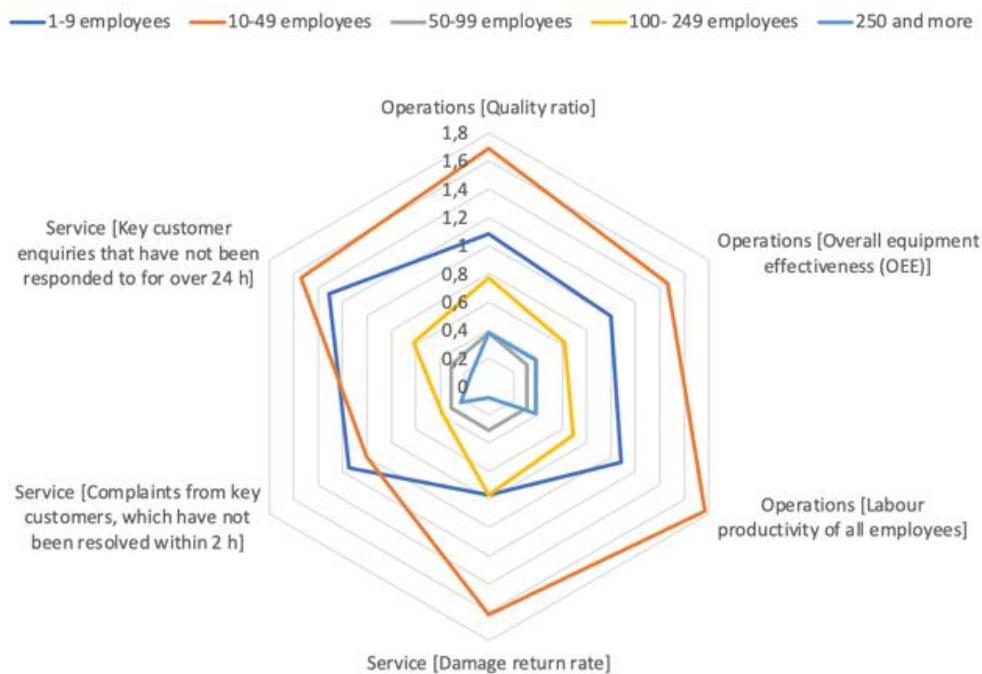 1-9 employees 10-49 employees 50-99 employees 100- 249 employees 250 and more
Operations [Quality ratio]
1,8
1,6
1,4
1,2
1
0,8
0,6
0,4
0,2
0
Service [Key customer
enquiries that have not been
responded to for over 24 h]
Operations [Overall equipment
effectiveness (OEE)]
Service [Complaints from key
customers, which have not
been resolved within 2 h]
Operations [Labour
productivity of all employees]
Service [Damage return rate]